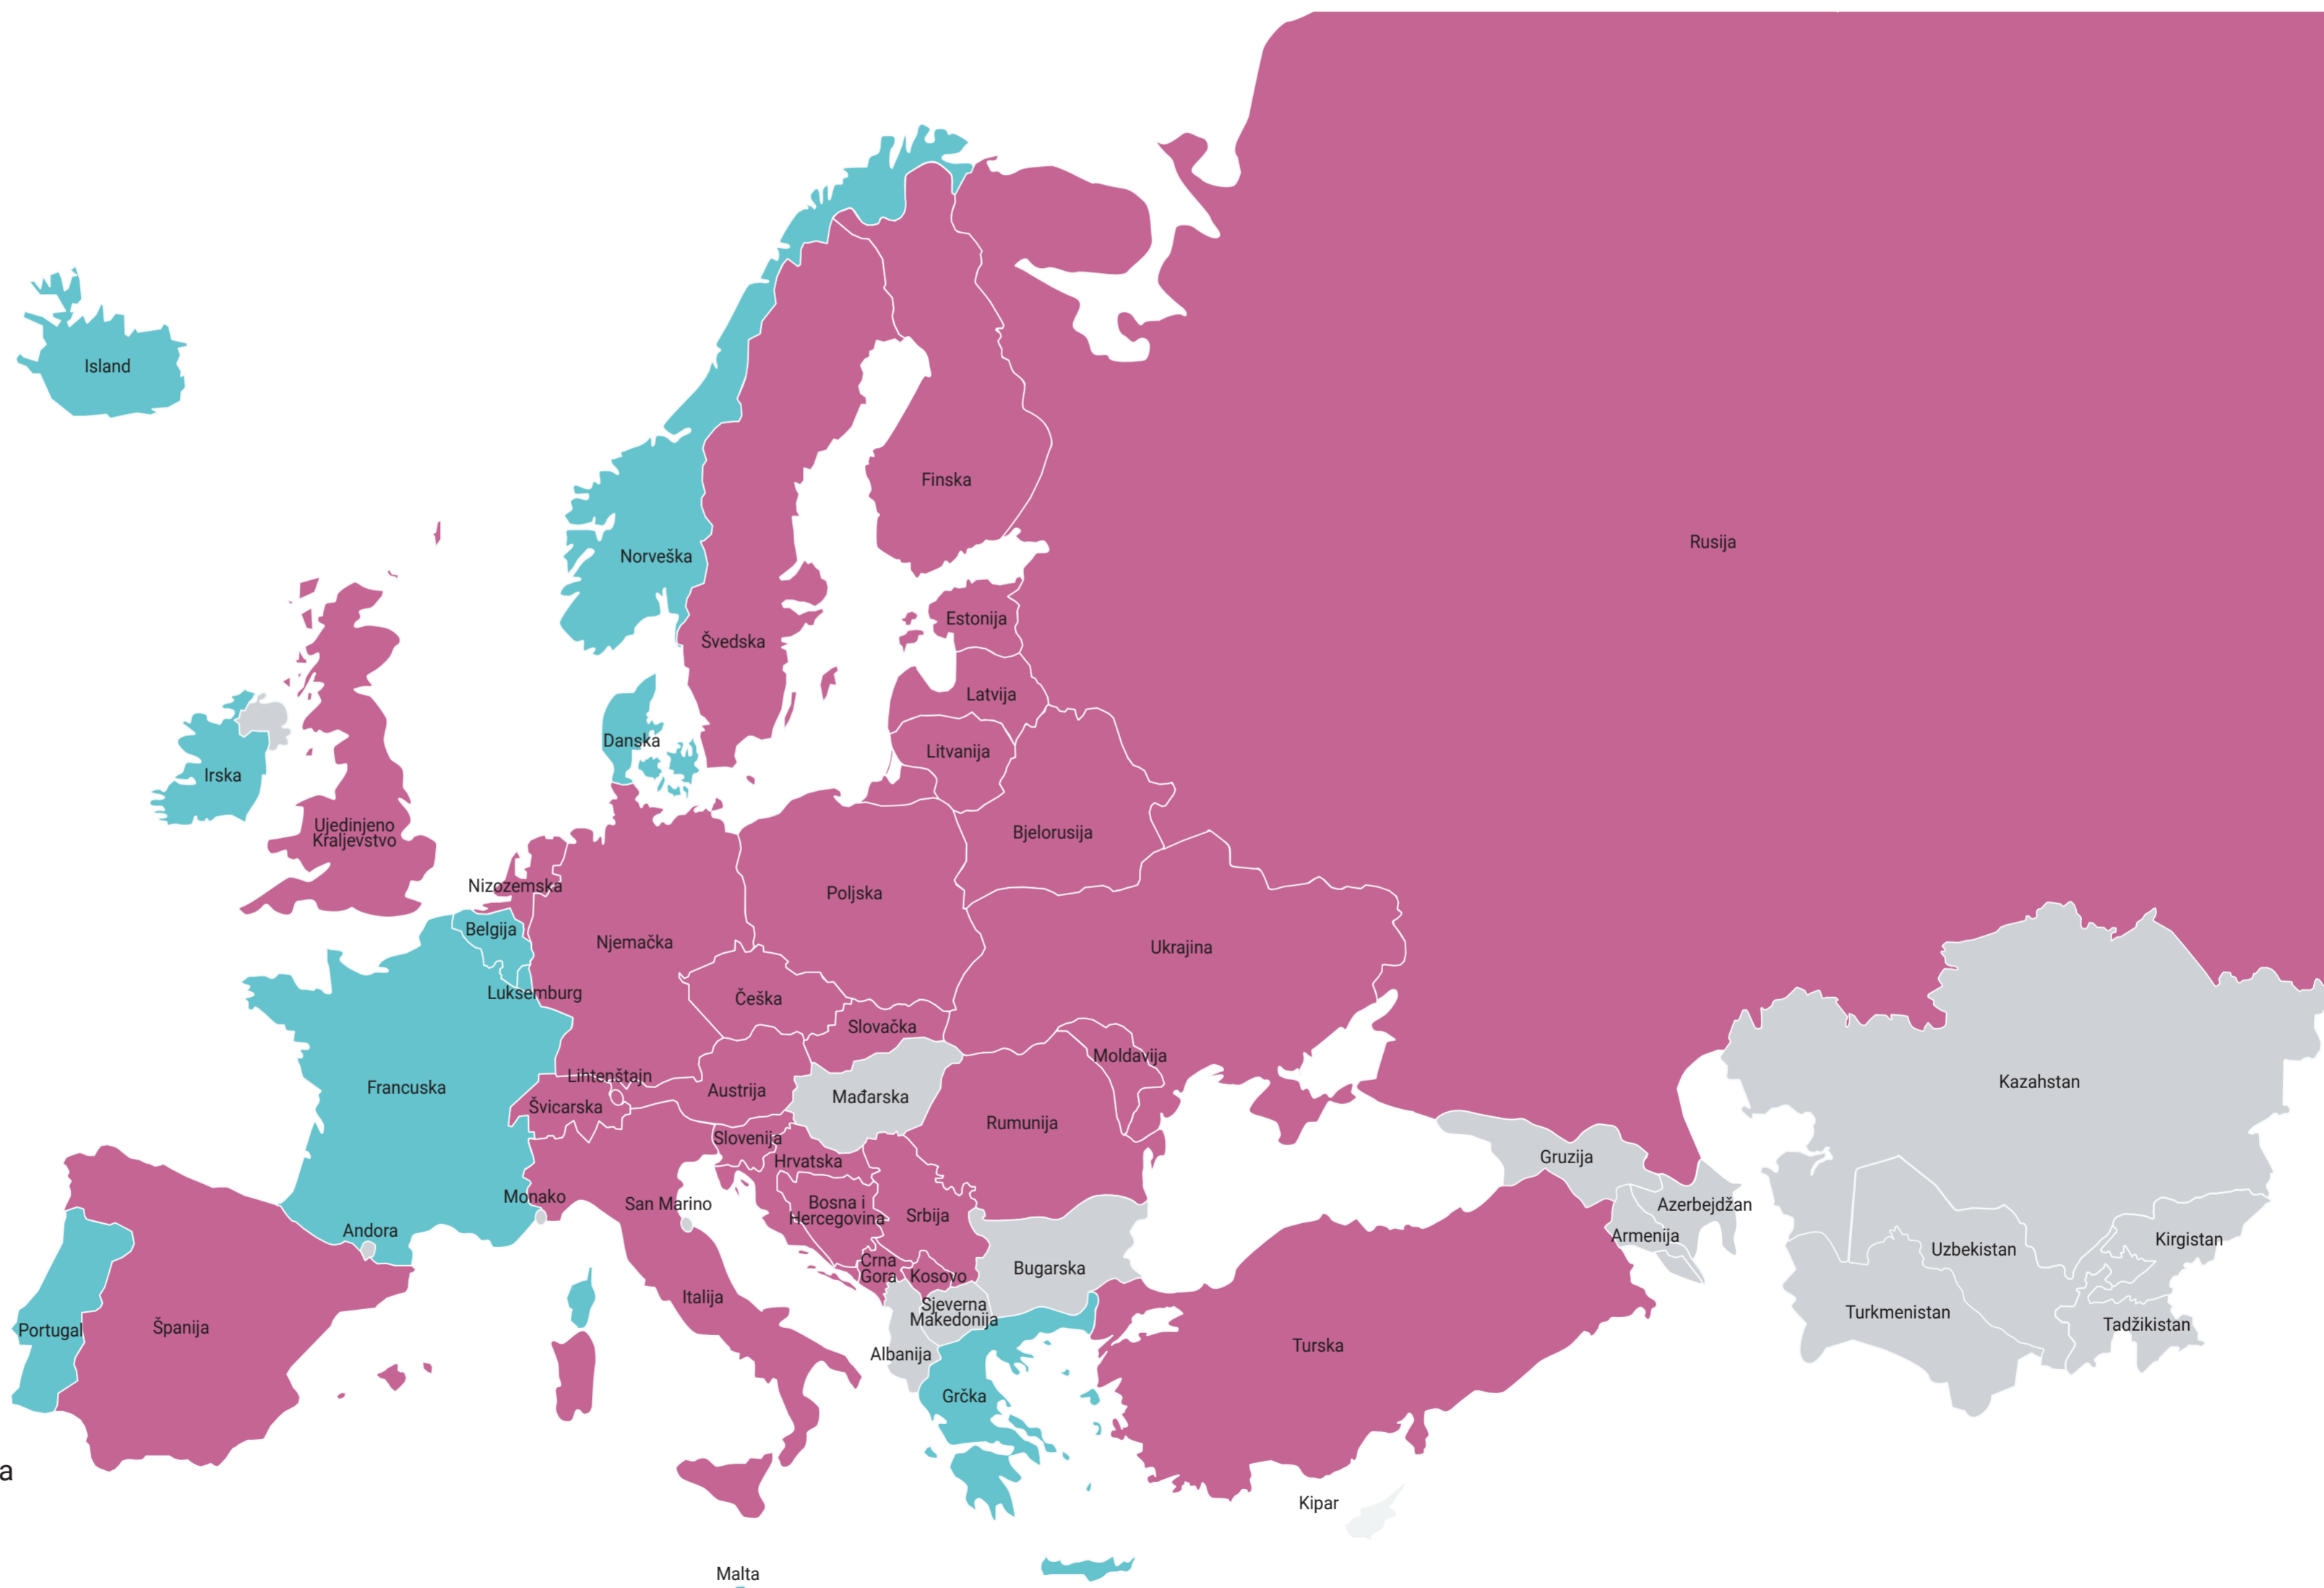 Island
Finska
Rusija
Norveška
Estonija
Švedska
Latvija
Danska
Litvanija
Irska
Ujedinjeno
Kraljevstvo
Bjelorusija
Nizozemska
Poljska
Belgija
Njemačka
Ukrajina
Luksemburg
Češka
Slovačka
Moldavija
Lihtenštajn
Francuska
Austrija
Mađarska
Kazahstan
Švicarska
Rumunija
Slovenija
Hrvatska
Gruzija
Monako
San Marino
Bosna i
Hercegovina
Srbija
Azerbejdžan
Andora
Armenija
Kirgistan
Uzbekistan
Crna
Gora
Kosovo
Bugarska
Italija
Sjeverna
Makedonija
Turkmenistan
Tadžikistan
Portugal
Španija
Turska
Albanija
Grčka
a
Kipar
Malta